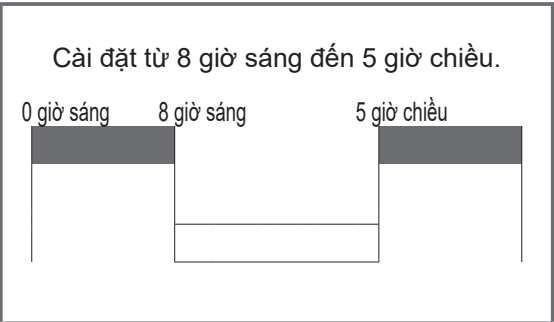 Cài đặt từ 8 giờ sáng đến 5 giờ chiều.
0 giờ sáng 8 giờ sáng 5 giờ chiều